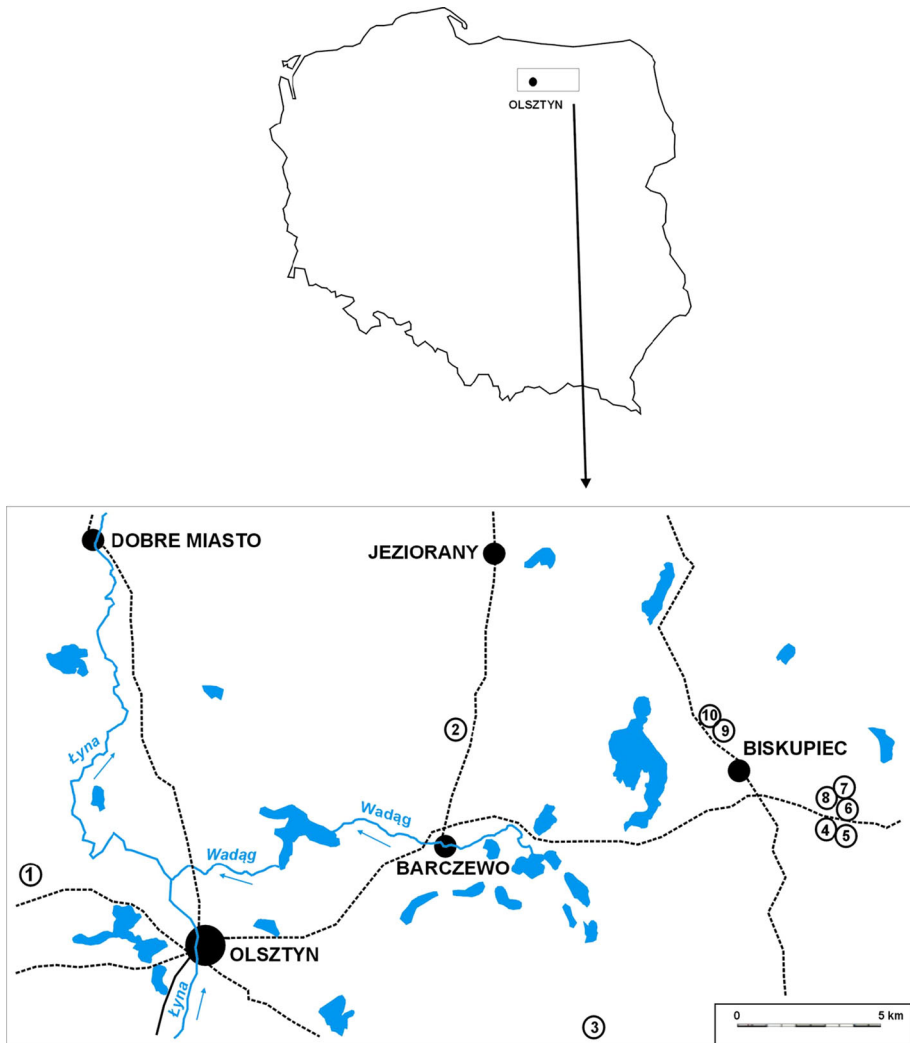 OLSZTYN
DOBRE MIASTO
JEZIORANY
10
9
2
BISKUPIEC
Łyna
7
8
6
Wadąg
4
5
Wadąg
BARCZEWO
1
OLSZTYN
Łyna
0
5 km
3